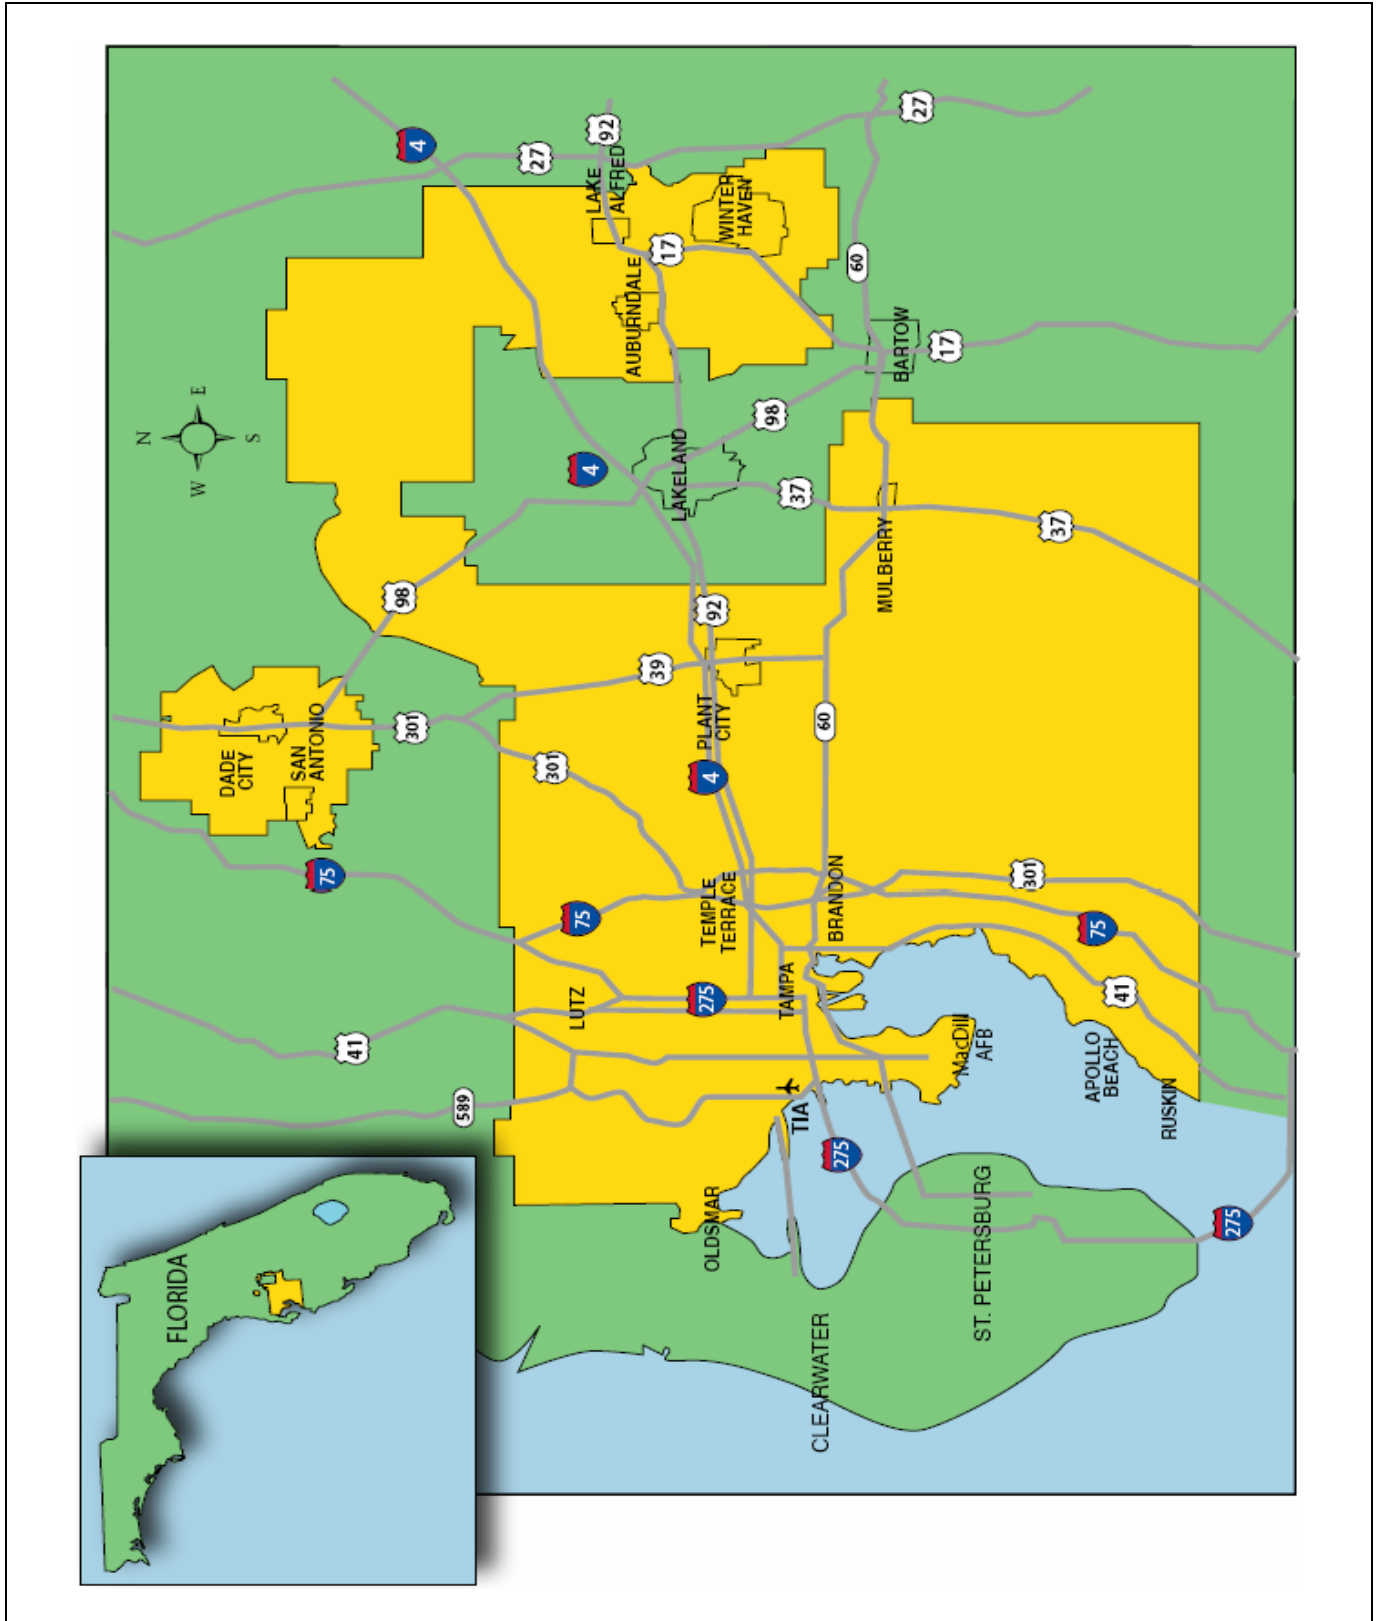 FLORIDA
N
E
S
W
4
27
92
27
LAKE
ALFRED
WINTER
HAVEN
17
60
AUBURNDALE
BARTOW
17
98
4
LAKELAND
37
37
MULBERRY
98
92
39
301
DADE
CITY
SAN
ANTONIO
301
PLANT
CITY
4
60
75
75
TEMPLE
TERRACE
BRANDON
301
75
41
LUTZ
275
TAMPA
41
589
MacDill
AFB
APOLLO
BEACH
RUSKIN
TIA
275
OLDSMAR
ST. PETERSBURG
275
CLEARWATER